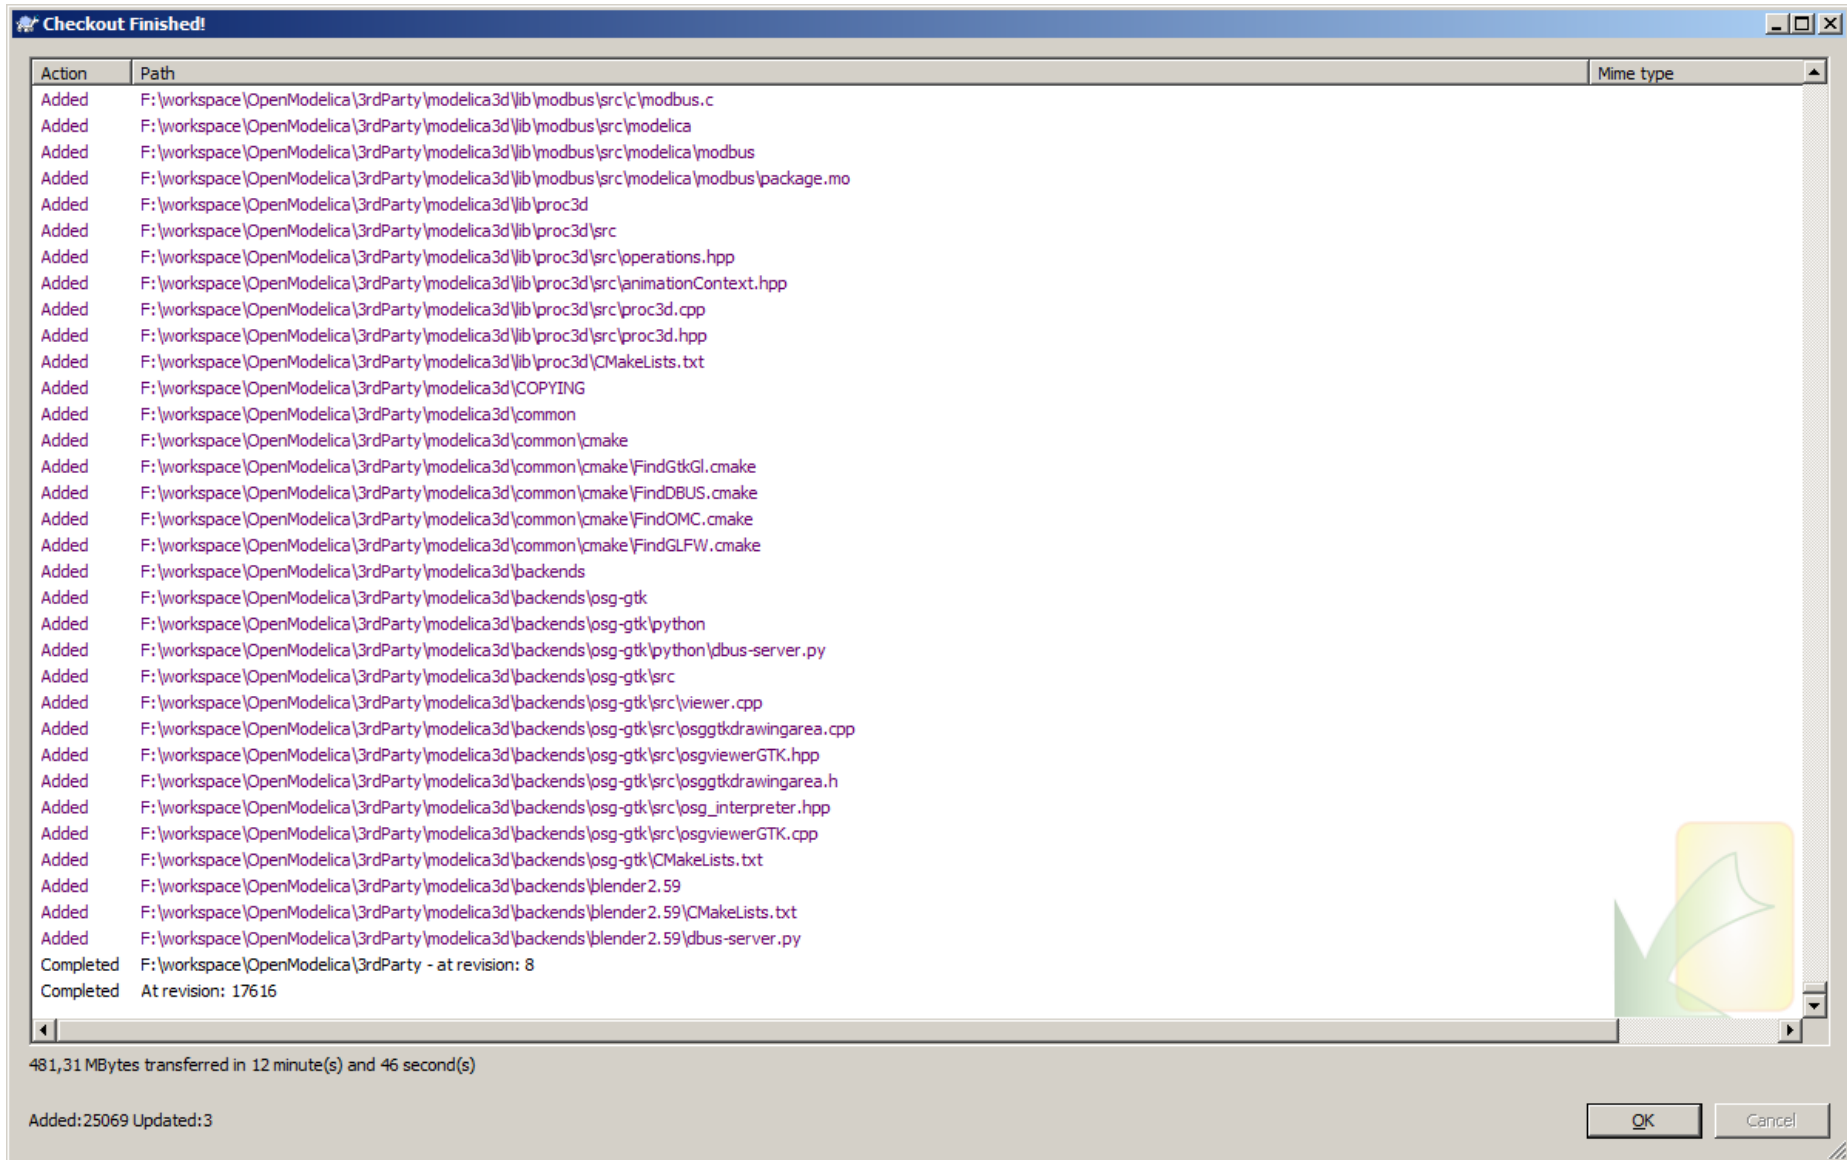 Checkout Finished!
Action Path Mime type
Added F:\workspace\OpenModelica\3rdParty\modelica3d\lib\modbus\src\c\modbus.c
Added F:\workspace\OpenModelica\3rdParty\modelica3d\lib\modbus\src\modelica
Added F:\workspace\OpenModelica\3rdParty\modelica3d\lib\modbus\src\modelica\modbus
Added F:\workspace\OpenModelica\3rdParty\modelica3d\lib\modbus\src\modelica\modbus\package.mo
Added F:\workspace\OpenModelica\3rdParty\modelica3d\lib\proc3d
Added F:\workspace\OpenModelica\3rdParty\modelica3d\lib\proc3d\src
Added F:\workspace\OpenModelica\3rdParty\modelica3d\lib\proc3d\src\operations.hpp
Added F:\workspace\OpenModelica\3rdParty\modelica3d\lib\proc3d\src\animationContext.hpp
Added F:\workspace\OpenModelica\3rdParty\modelica3d\lib\proc3d\src\proc3d.cpp
Added F:\workspace\OpenModelica\3rdParty\modelica3d\lib\proc3d\src\proc3d.hpp
Added F:\workspace\OpenModelica\3rdParty\modelica3d\lib\proc3d\CMakeLists.txt
Added F:\workspace\OpenModelica\3rdParty\modelica3d\COPYING
Added F:\workspace\OpenModelica\3rdParty\modelica3d\common
Added F:\workspace\OpenModelica\3rdParty\modelica3d\common\cmake
Added F:\workspace\OpenModelica\3rdParty\modelica3d\common\cmake\FindGtkGl.cmake
Added F:\workspace\OpenModelica\3rdParty\modelica3d\common\cmake\FindDBUS.cmake
Added F:\workspace\OpenModelica\3rdParty\modelica3d\common\cmake\FindOMC.cmake
Added F:\workspace\OpenModelica\3rdParty\modelica3d\common\cmake\FindGLFW.cmake
Added F:\workspace\OpenModelica\3rdParty\modelica3d\backends
Added F:\workspace\OpenModelica\3rdParty\modelica3d\backends\osg-gtk
Added F:\workspace\OpenModelica\3rdParty\modelica3d\backends\osg-gtk\python
Added F:\workspace\OpenModelica\3rdParty\modelica3d\backends\osg-gtk\python\dbus-server.py
Added F:\workspace\OpenModelica\3rdParty\modelica3d\backends\osg-gtk\src
Added F:\workspace\OpenModelica\3rdParty\modelica3d\backends\osg-gtk\src\viewer.cpp
Added F:\workspace\OpenModelica\3rdParty\modelica3d\backends\osg-gtk\src\osggtkdrawingarea.cpp
Added F:\workspace\OpenModelica\3rdParty\modelica3d\backends\osg-gtk\src\osgviewerGTK.hpp
Added F:\workspace\OpenModelica\3rdParty\modelica3d\backends\osg-gtk\src\osggtkdrawingarea.h
Added F:\workspace\OpenModelica\3rdParty\modelica3d\backends\osg-gtk\src\osg_interpreter.hpp
Added F:\workspace\OpenModelica\3rdParty\modelica3d\backends\osg-gtk\src\osgviewerGTK.cpp
Added F:\workspace\OpenModelica\3rdParty\modelica3d\backends\osg-gtk\CMakeLists.txt
Added F:\workspace\OpenModelica\3rdParty\modelica3d\backends\blender2.59
Added F:\workspace\OpenModelica\3rdParty\modelica3d\backends\blender2.59\CMakeLists.txt
Added F:\workspace\OpenModelica\3rdParty\modelica3d\backends\blender2.59\dbus-server.py
Completed F:\workspace\OpenModelica\3rdParty - at revision: 8
Completed At revision: 17616
481,31 MBytes transferred in 12 minute(s) and 46 second(s)
Added:25069 Updated:3
OK Cancel